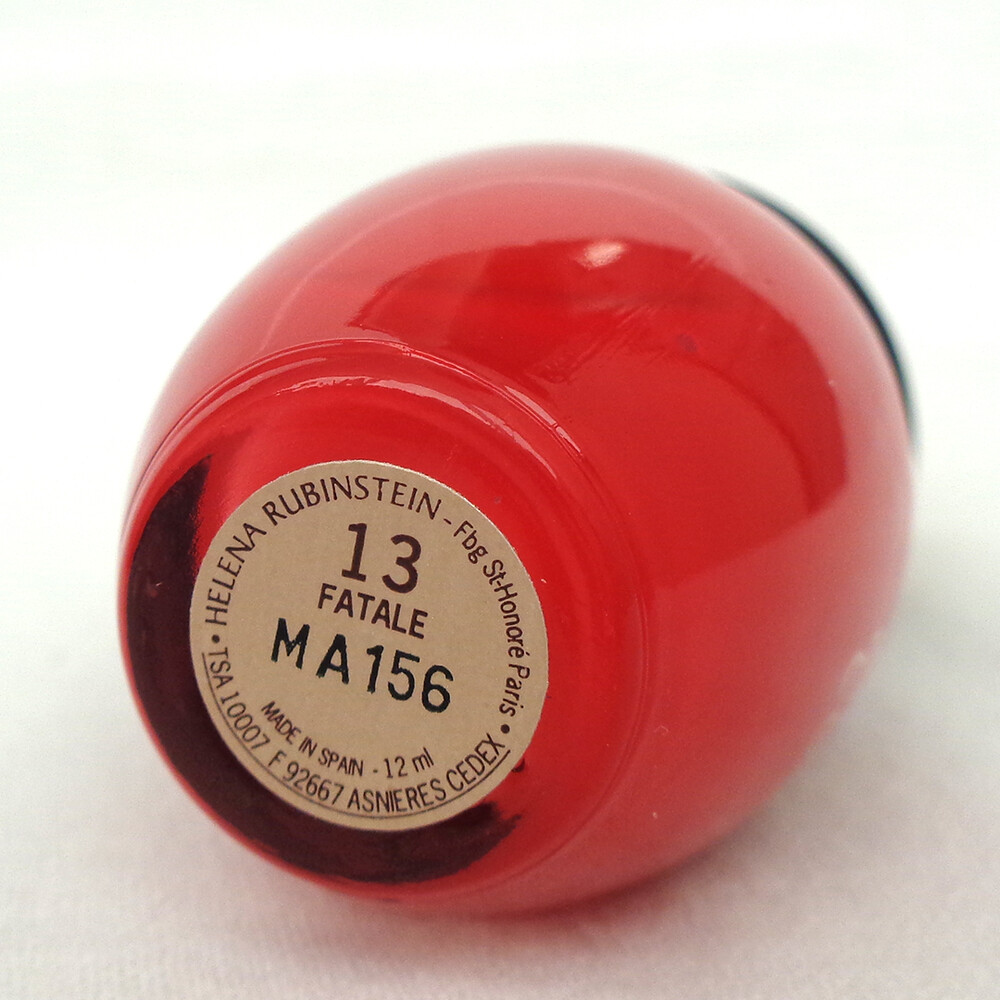 HELENA RUBINSTEIN - Fbg St-Honoré Paris •
13
FATALE
MA156
MADE IN SPAIN - 12 ml
• TSA 10007 F 92667 ASNIERES CEDEX